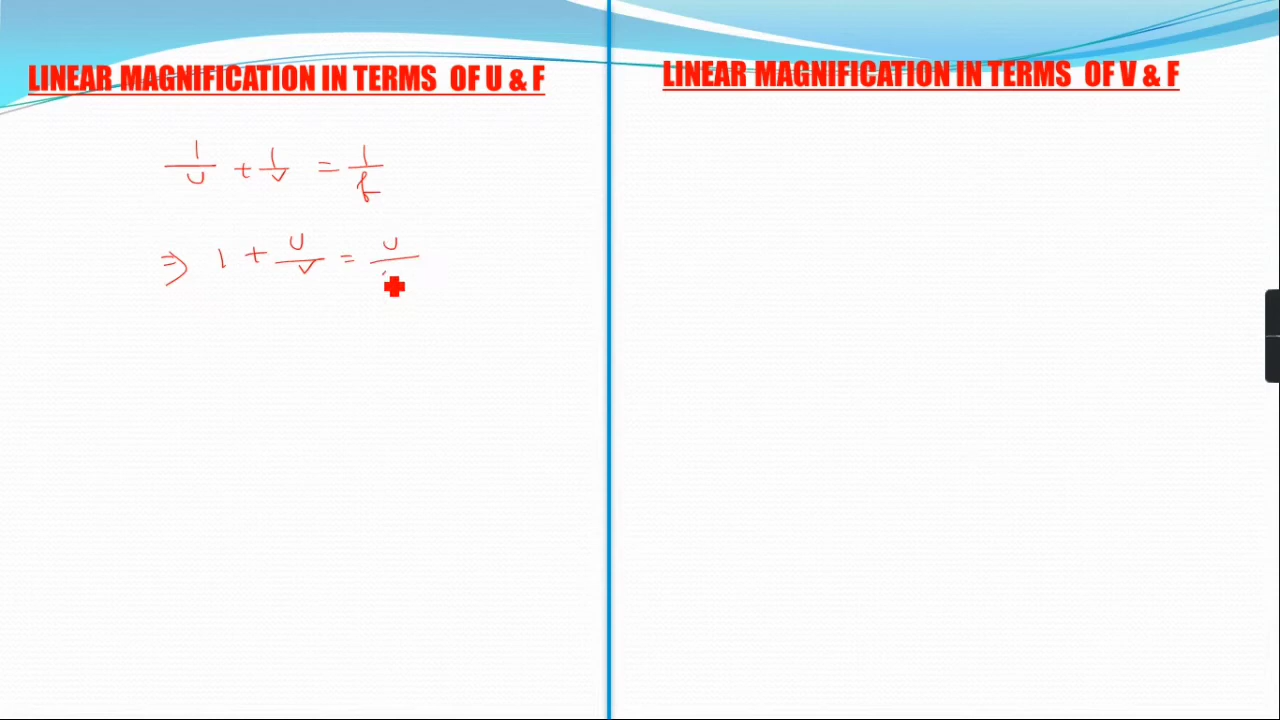 LINEAR MAGNIFICATION IN TERMS OF U & F
1/u + 1/v = 1/f
⇒ 1 + u/v = u/
LINEAR MAGNIFICATION IN TERMS OF V & F